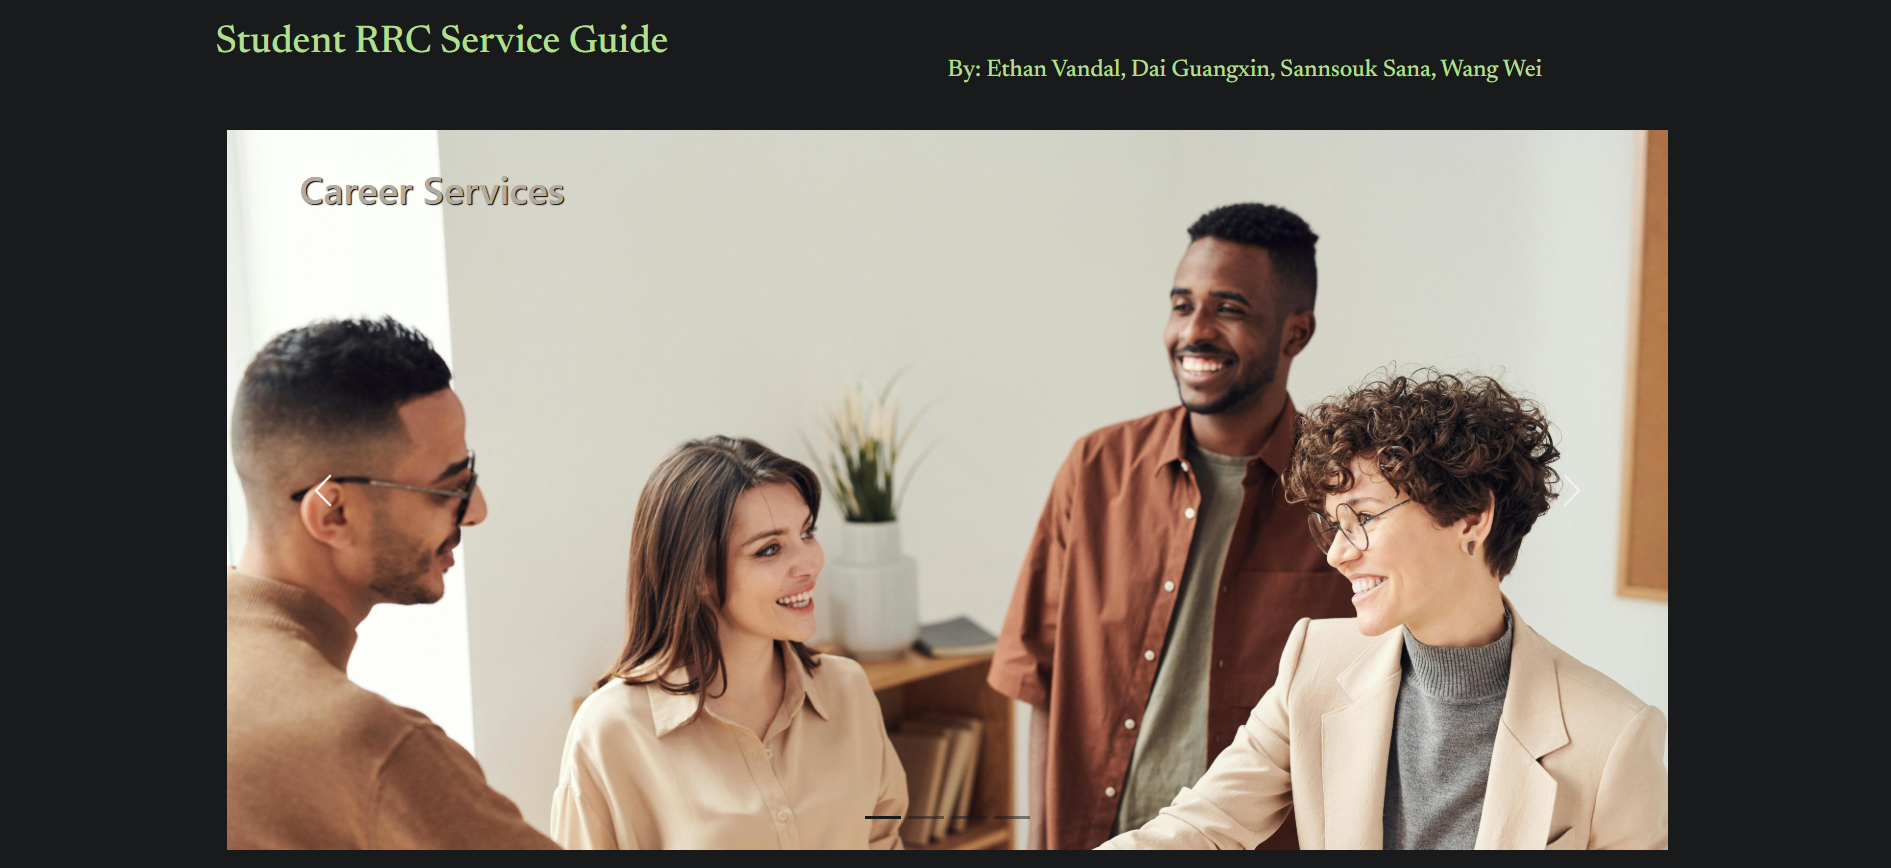 Student RRC Service Guide
By: Ethan Vandal, Dai Guangxin, Sannsouk Sana, Wang Wei
Career Services